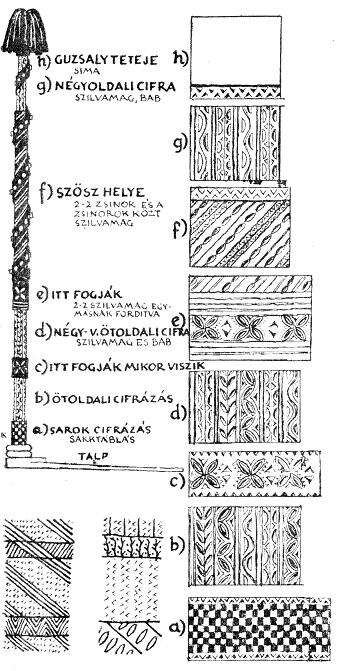 h) GUZSALY TETEJE
SIMA
g) NÉGYOLDALI CIFRA
SZILVAMAG, BAB
f) SZÖSZ HELYE
2-2 ZSINOR ÉS A
ZSINOROK KÖZT
SZILVAMAG
e) ITT FOGJÁK
2-2 SZILVAMAG EGY-
MÁSNAK FORDITVA
d) NÉGY- V. ÖTOLDALI CIFRA
SZILVAMAG ÉS BAB
c) ITT FOGJÁK MIKOR VISZIK
b) ÖTOLDALI CIFRÁZÁS
a) SAROK CIFRÁZÁS
SAKKTÁBLÁS
TALP
h)
g)
f)
e)
d)
c)
b)
a)